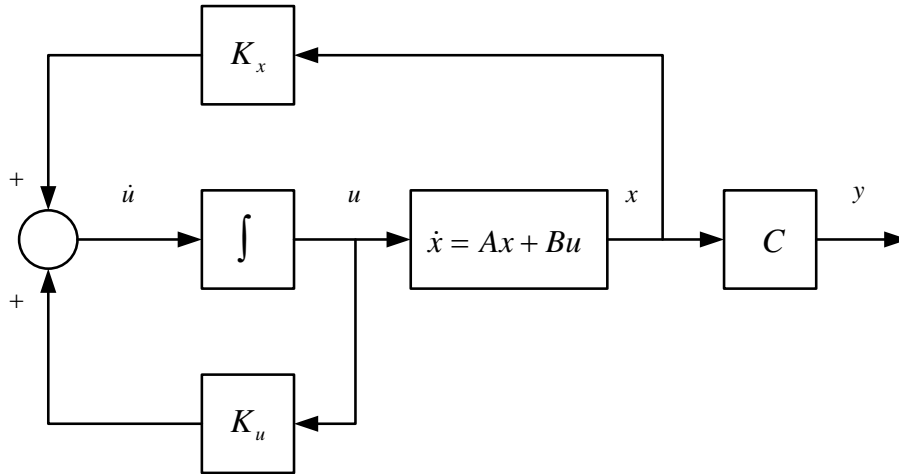 K_x
+
u̇
∫
u
ẋ = Ax + Bu
x
C
y
+
K_u